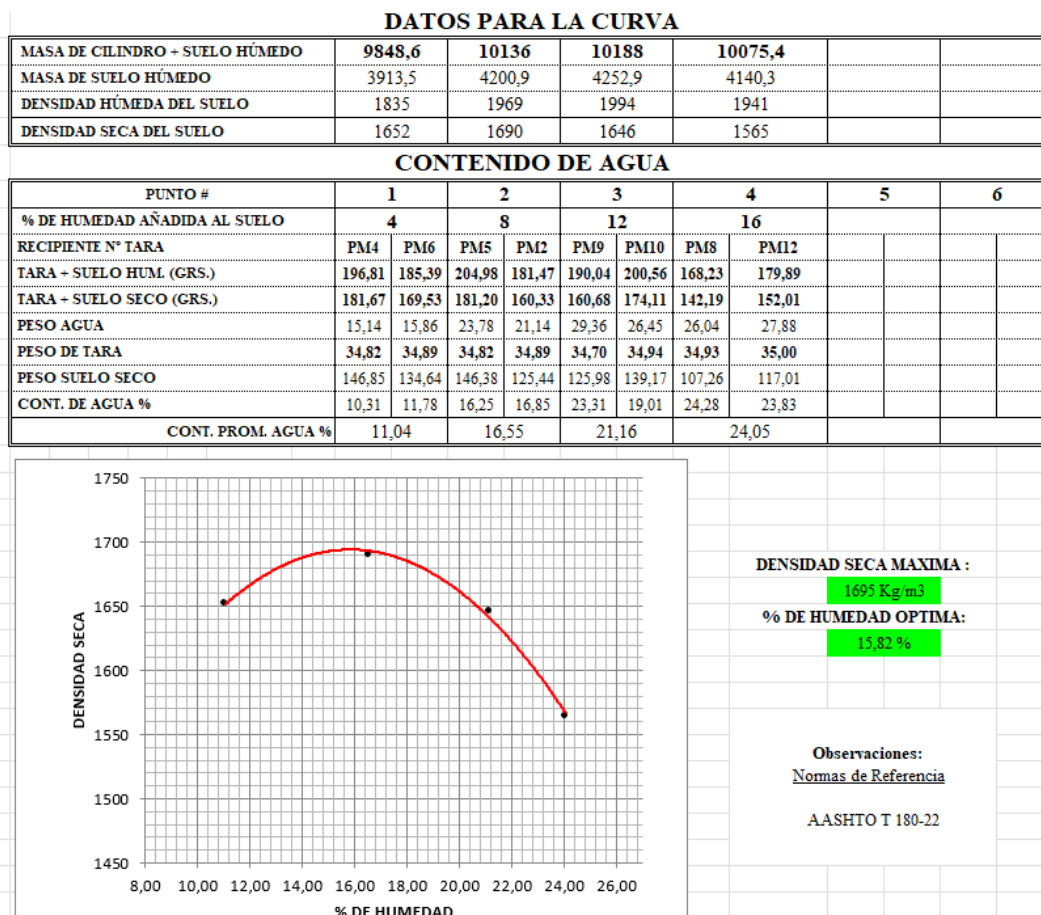 DATOS PARA LA CURVA
MASA DE CILINDRO + SUELO HÚMEDO 9848,6 10136 10188 10075,4
MASA DE SUELO HÚMEDO 3913,5 4200,9 4252,9 4140,3
DENSIDAD HÚMEDA DEL SUELO 1835 1969 1994 1941
DENSIDAD SECA DEL SUELO 1652 1690 1646 1565
CONTENIDO DE AGUA
PUNTO # 1 2 3 4 5 6
% DE HUMEDAD AÑADIDA AL SUELO 4 8 12 16
RECIPIENTE Nº TARA PM4 PM6 PM5 PM2 PM9 PM10 PM8 PM12
TARA + SUELO HUM. (GRS.) 196,81 185,39 204,98 181,47 190,04 200,56 168,23 179,89
TARA + SUELO SECO (GRS.) 181,67 169,53 181,20 160,33 160,68 174,11 142,19 152,01
PESO AGUA 15,14 15,86 23,78 21,14 29,36 26,45 26,04 27,88
PESO DE TARA 34,82 34,89 34,82 34,89 34,70 34,94 34,93 35,00
PESO SUELO SECO 146,85 134,64 146,38 125,44 125,98 139,17 107,26 117,01
CONT. DE AGUA % 10,31 11,78 16,25 16,85 23,31 19,01 24,28 23,83
CONT. PROM. AGUA % 11,04 16,55 21,16 24,05
1750
1700
1650
1600
1550
1500
1450
DENSIDAD SECA
8,00 10,00 12,00 14,00 16,00 18,00 20,00 22,00 24,00 26,00
% DE HUMEDAD
DENSIDAD SECA MAXIMA :
1695 Kg/m3
% DE HUMEDAD OPTIMA:
15,82 %
Observaciones:
Normas de Referencia
AASHTO T 180-22